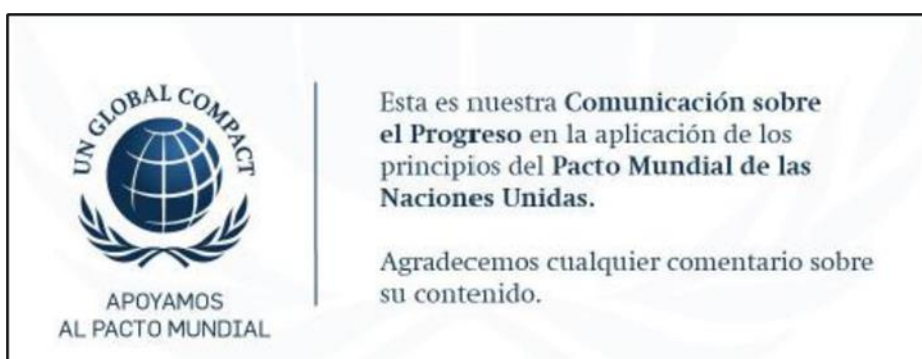 UN GLOBAL COMPACT
APOYAMOS
AL PACTO MUNDIAL
Esta es nuestra Comunicación sobre
el Progreso en la aplicación de los
principios del Pacto Mundial de las
Naciones Unidas.
Agradecemos cualquier comentario sobre
su contenido.